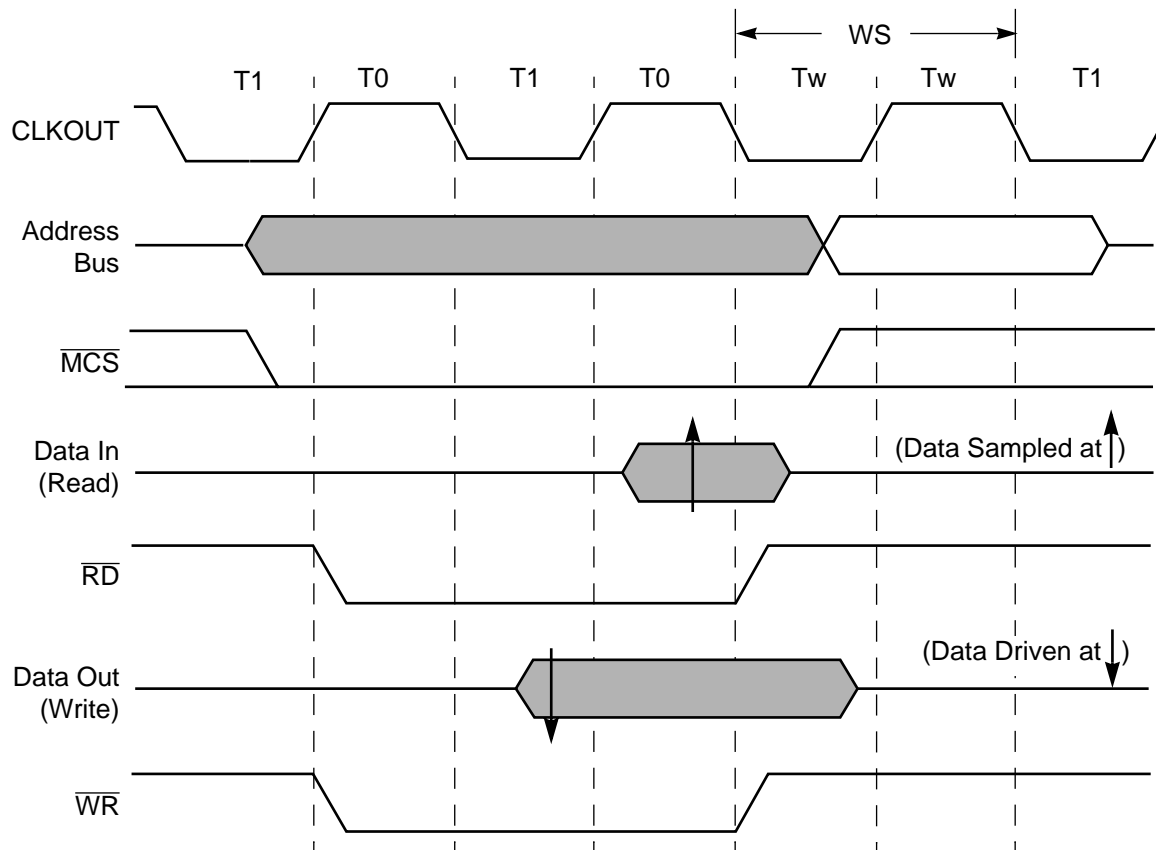 WS
T1 T0 T1 T0 Tw Tw T1
CLKOUT
Address
Bus
MCS
Data In
(Read)
(Data Sampled at )
RD
Data Out
(Write)
(Data Driven at )
WR